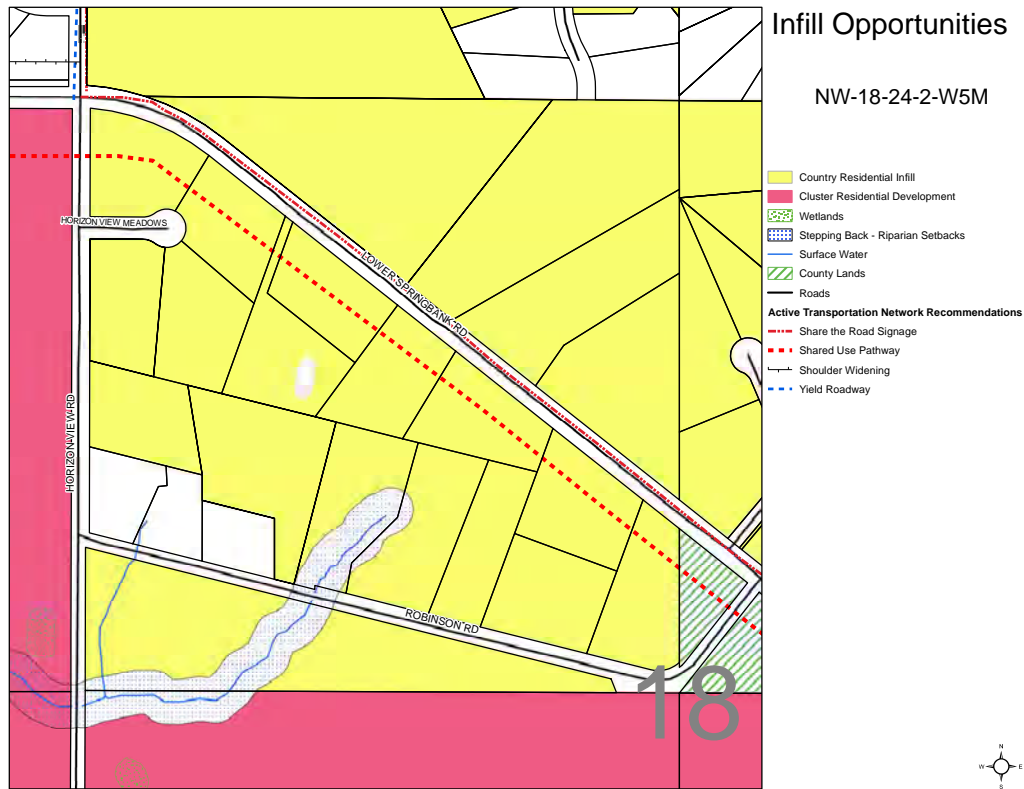 Infill Opportunities
NW-18-24-2-W5M
Country Residential Infill
Cluster Residential Development
Wetlands
Stepping Back - Riparian Setbacks
Surface Water
County Lands
Roads
Active Transportation Network Recommendations
Share the Road Signage
Shared Use Pathway
Shoulder Widening
Yield Roadway
HORIZON VIEW MEADOWS
LOWER SPRINGBANK RD
HORIZON VIEW RD
ROBINSON RD
18
N
W E
S